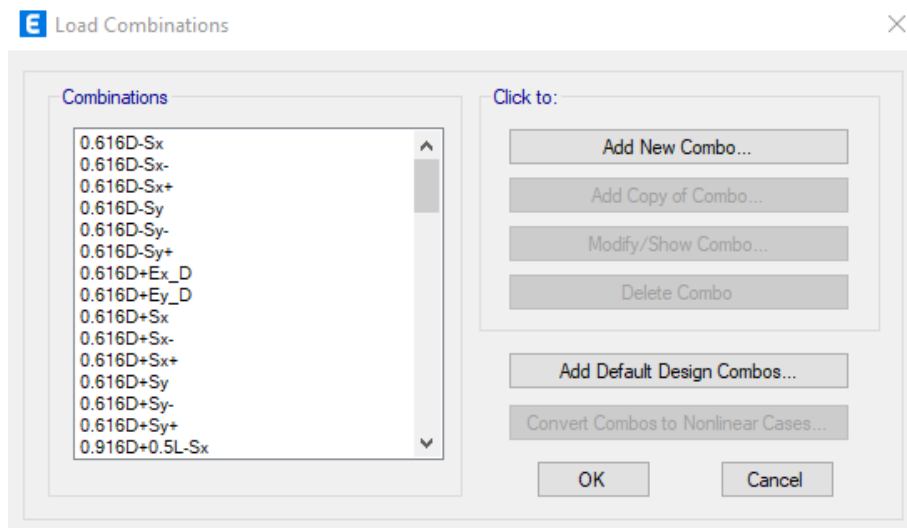 E Load Combinations
Combinations
0.616D-Sx
0.616D-Sx-
0.616D-Sx+
0.616D-Sy
0.616D-Sy-
0.616D-Sy+
0.616D+Ex_D
0.616D+Ey_D
0.616D+Sx
0.616D+Sx-
0.616D+Sx+
0.616D+Sy
0.616D+Sy-
0.616D+Sy+
0.916D+0.5L-Sx
Click to:
Add New Combo...
Add Copy of Combo...
Modify/Show Combo...
Delete Combo
Add Default Design Combos...
Convert Combos to Nonlinear Cases...
OK
Cancel